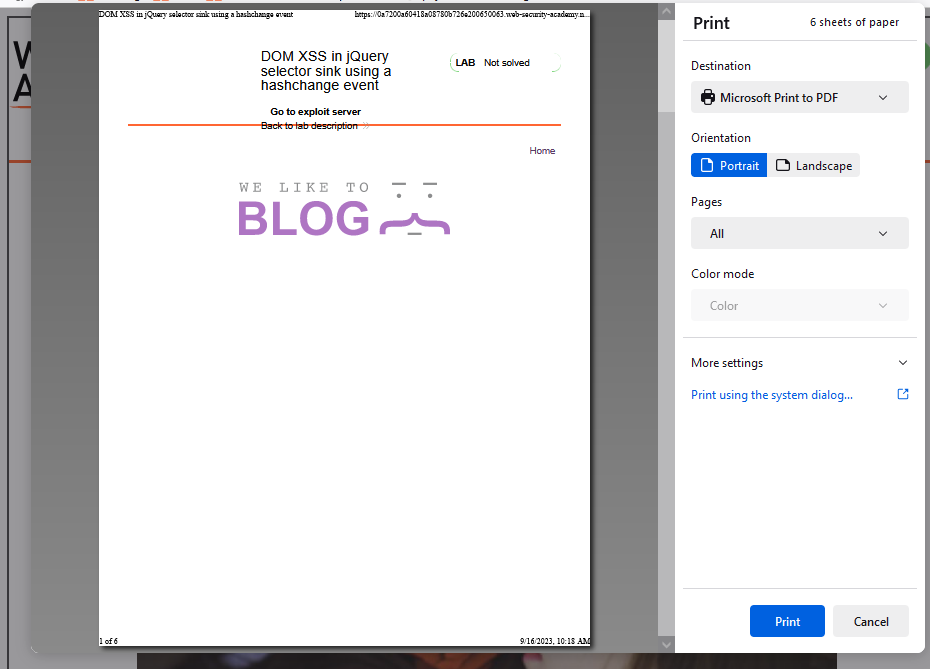 DOM XSS in jQuery selector sink using a hashchange event
https://0a7200a60418a08780b726e200650063.web-security-academy.n...
DOM XSS in jQuery
selector sink using a
hashchange event
LAB Not solved
Go to exploit server
Back to lab description
Home
WE LIKE TO
BLOG
1 of 6
9/16/2023, 10:18 AM
Print
6 sheets of paper
Destination
Microsoft Print to PDF
Orientation
Portrait
Landscape
Pages
All
Color mode
Color
More settings
Print using the system dialog...
Print
Cancel